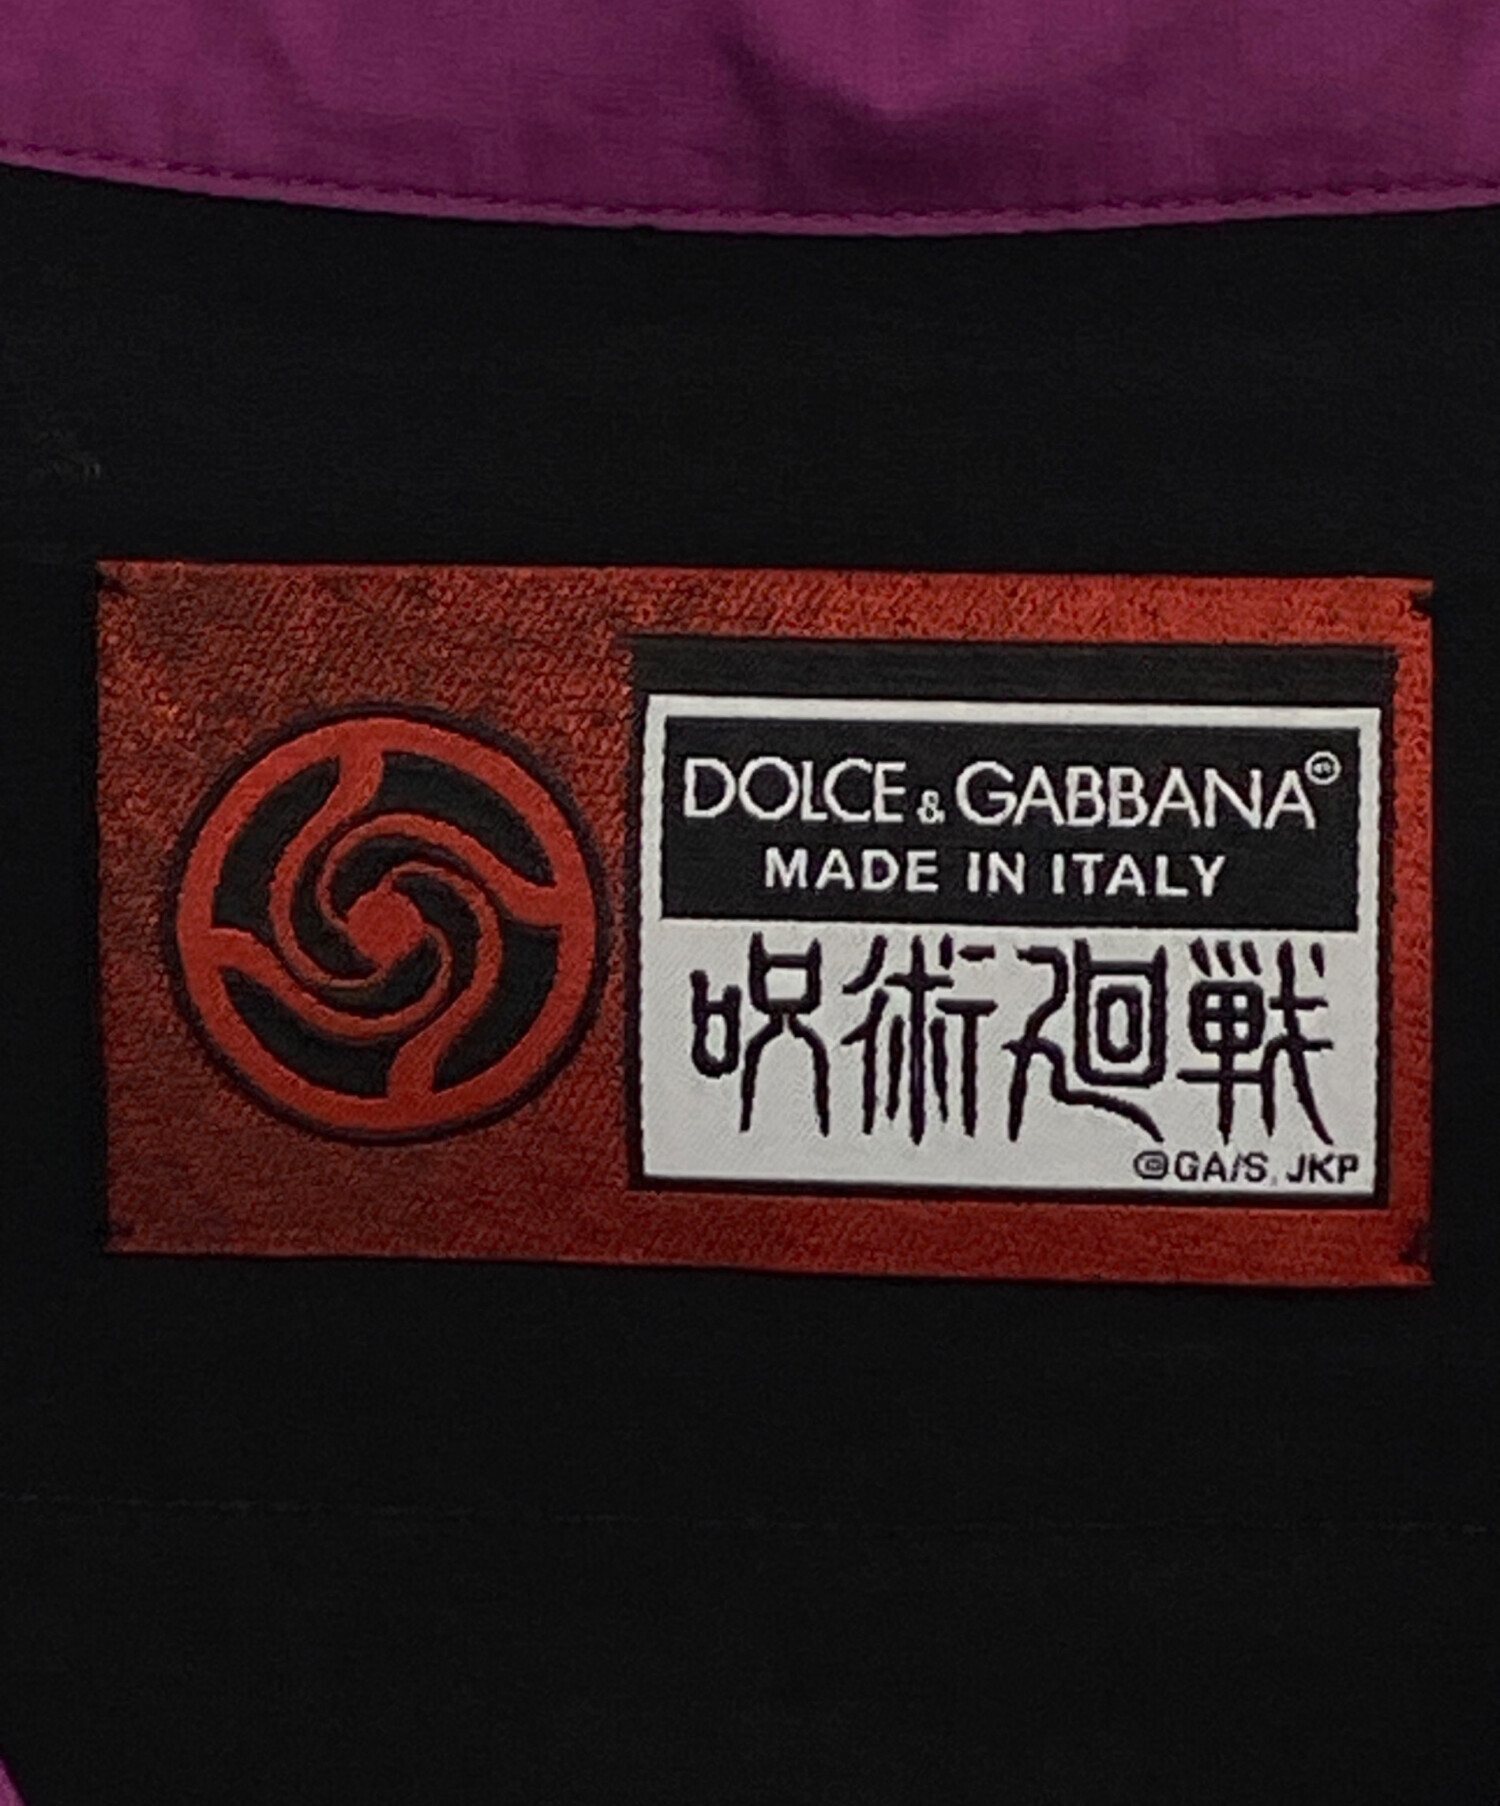 DOLCE & GABBANA®
MADE IN ITALY
呪術廻戦
©GA/S, JKP